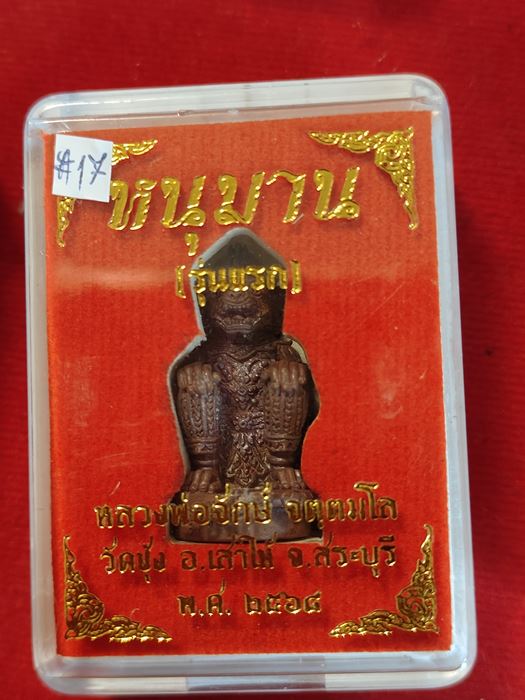 #17
หนุมาน
(รุ่นแรก)
หลวงพ่อจักษ์ จตฺตมโล
วัดชุ้ง อ.เสาไห้ จ.สระบุรี
พ.ศ. ๒๕๖๔